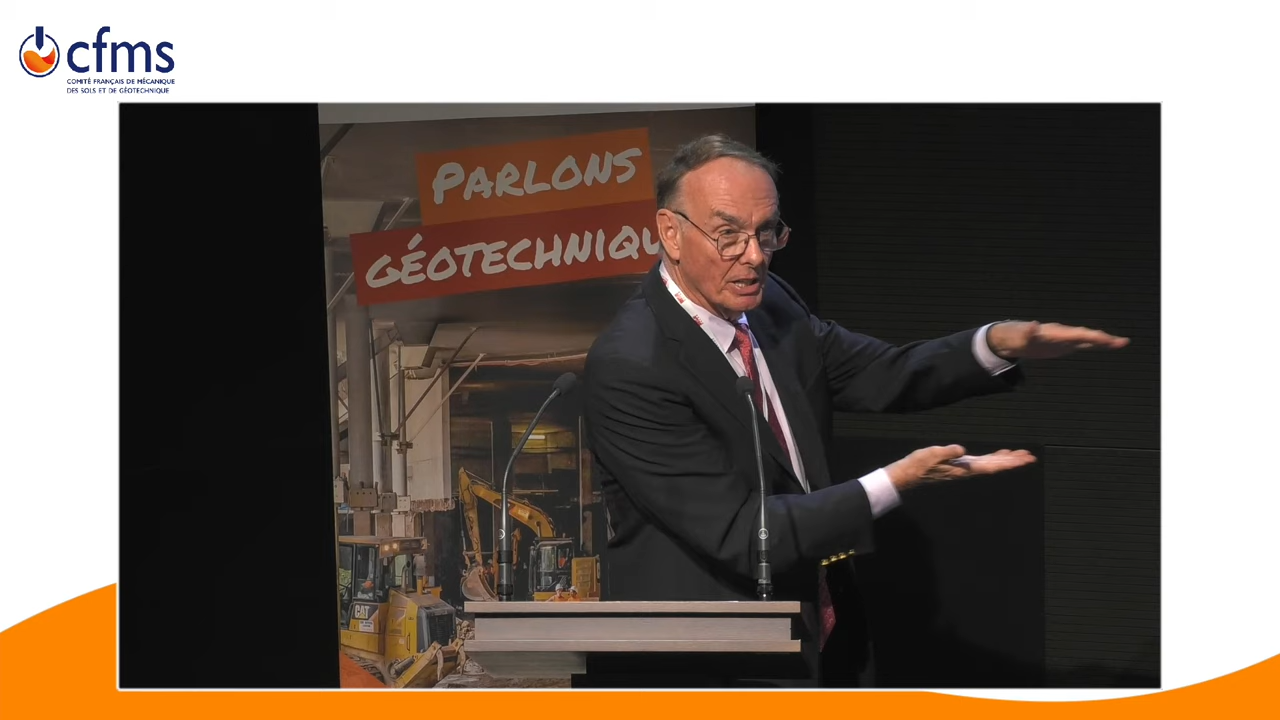 cfms
COMITÉ FRANÇAIS DE MÉCANIQUE
DES SOLS ET DE GÉOTECHNIQUE
PARLONS
GÉOTECHNIQU
CAT